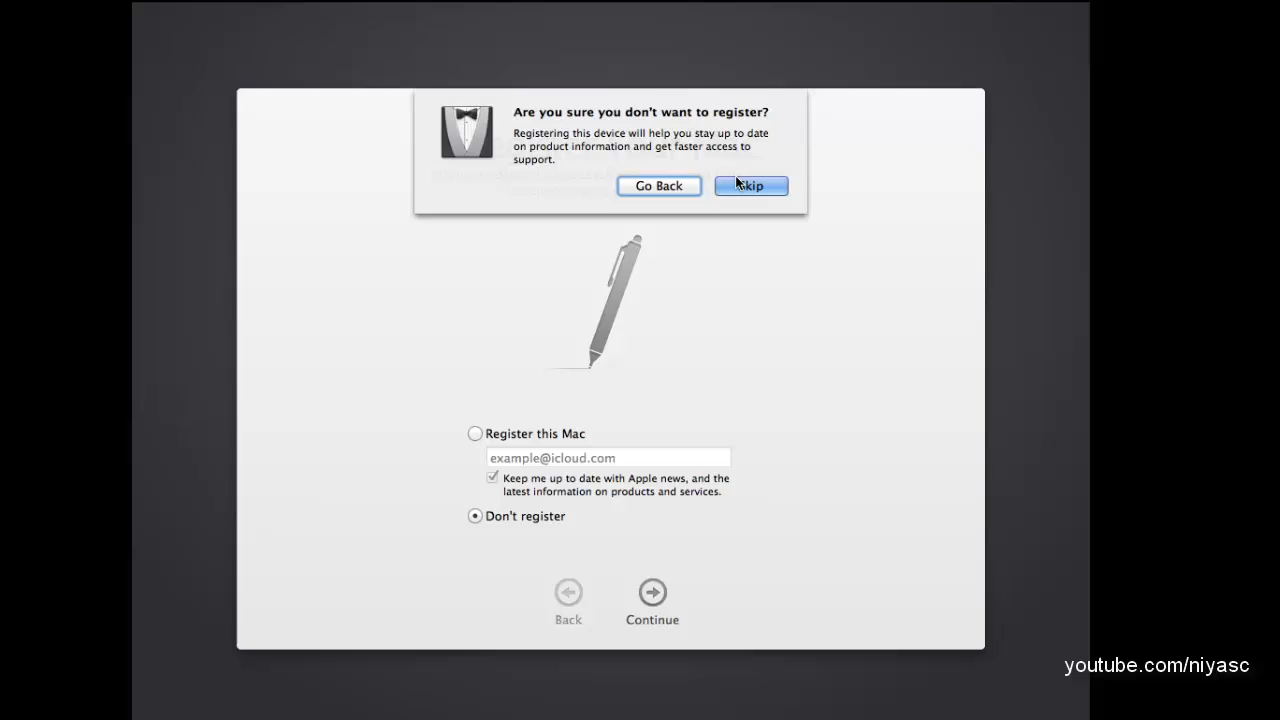 Are you sure you don't want to register?
Registering this device will help you stay up to date
on product information and get faster access to
support.
Go Back
Skip
Register this Mac
example@icloud.com
Keep me up to date with Apple news, and the
latest information on products and services.
Don't register
Back
Continue
youtube.com/niyasc